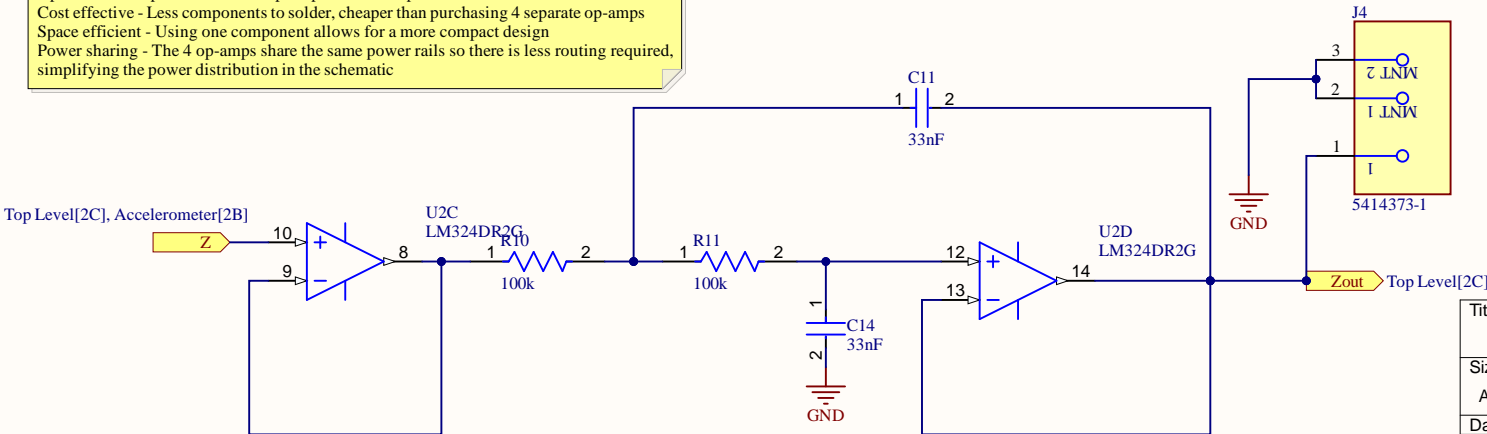 Cost effective - Less components to solder, cheaper than purchasing 4 separate op-amps
Space efficient - Using one component allows for a more compact design
Power sharing - The 4 op-amps share the same power rails so there is less routing required,
simplifying the power distribution in the schematic
J4
3
MNT 2
2
MNT 1
1
1
5414373-1
GND
C11
1 2
33nF
Top Level[2C], Accelerometer[2B]
Z
10
9
8
U2C
LM324DR2G
R10
1 2
100k
R11
1 2
100k
1
C14
33nF
2
GND
12
13
14
U2D
LM324DR2G
Zout
Top Level[2C]